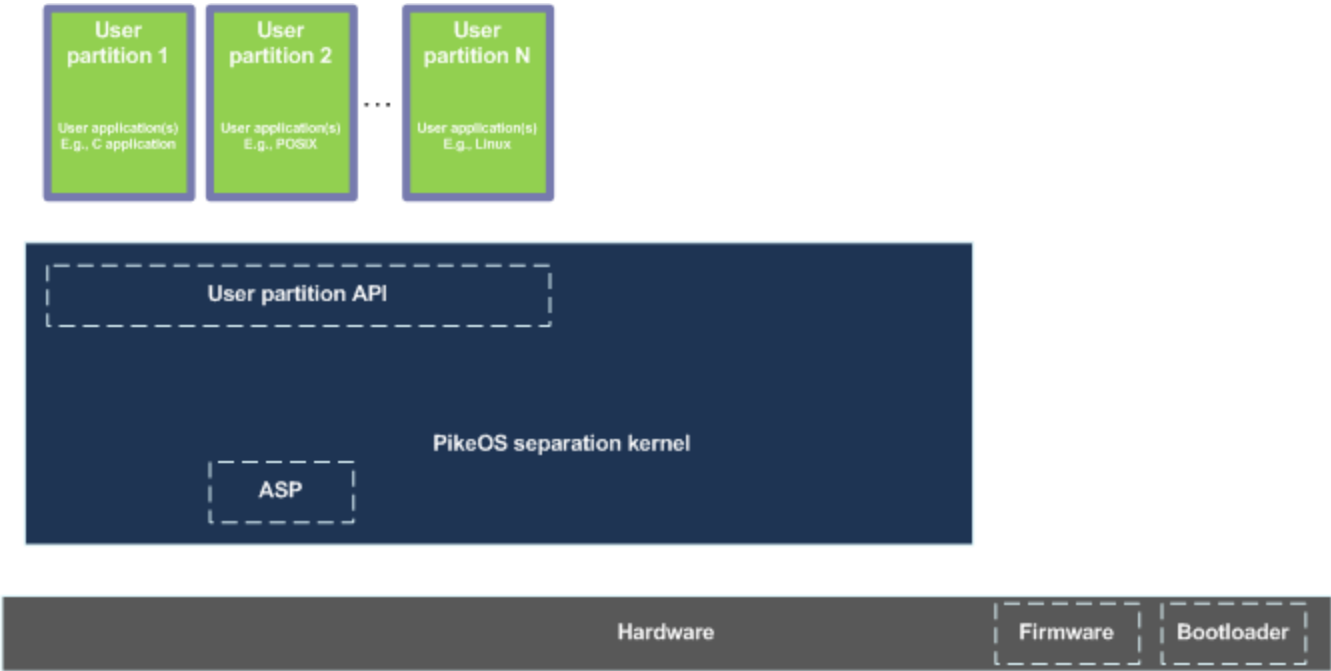 User
partition 1
User application(s)
E.g., C application
User
partition 2
User application(s)
E.g., POSIX
...
User
partition N
User application(s)
E.g., Linux
User partition API
PikeOS separation kernel
ASP
Hardware
Firmware
Bootloader